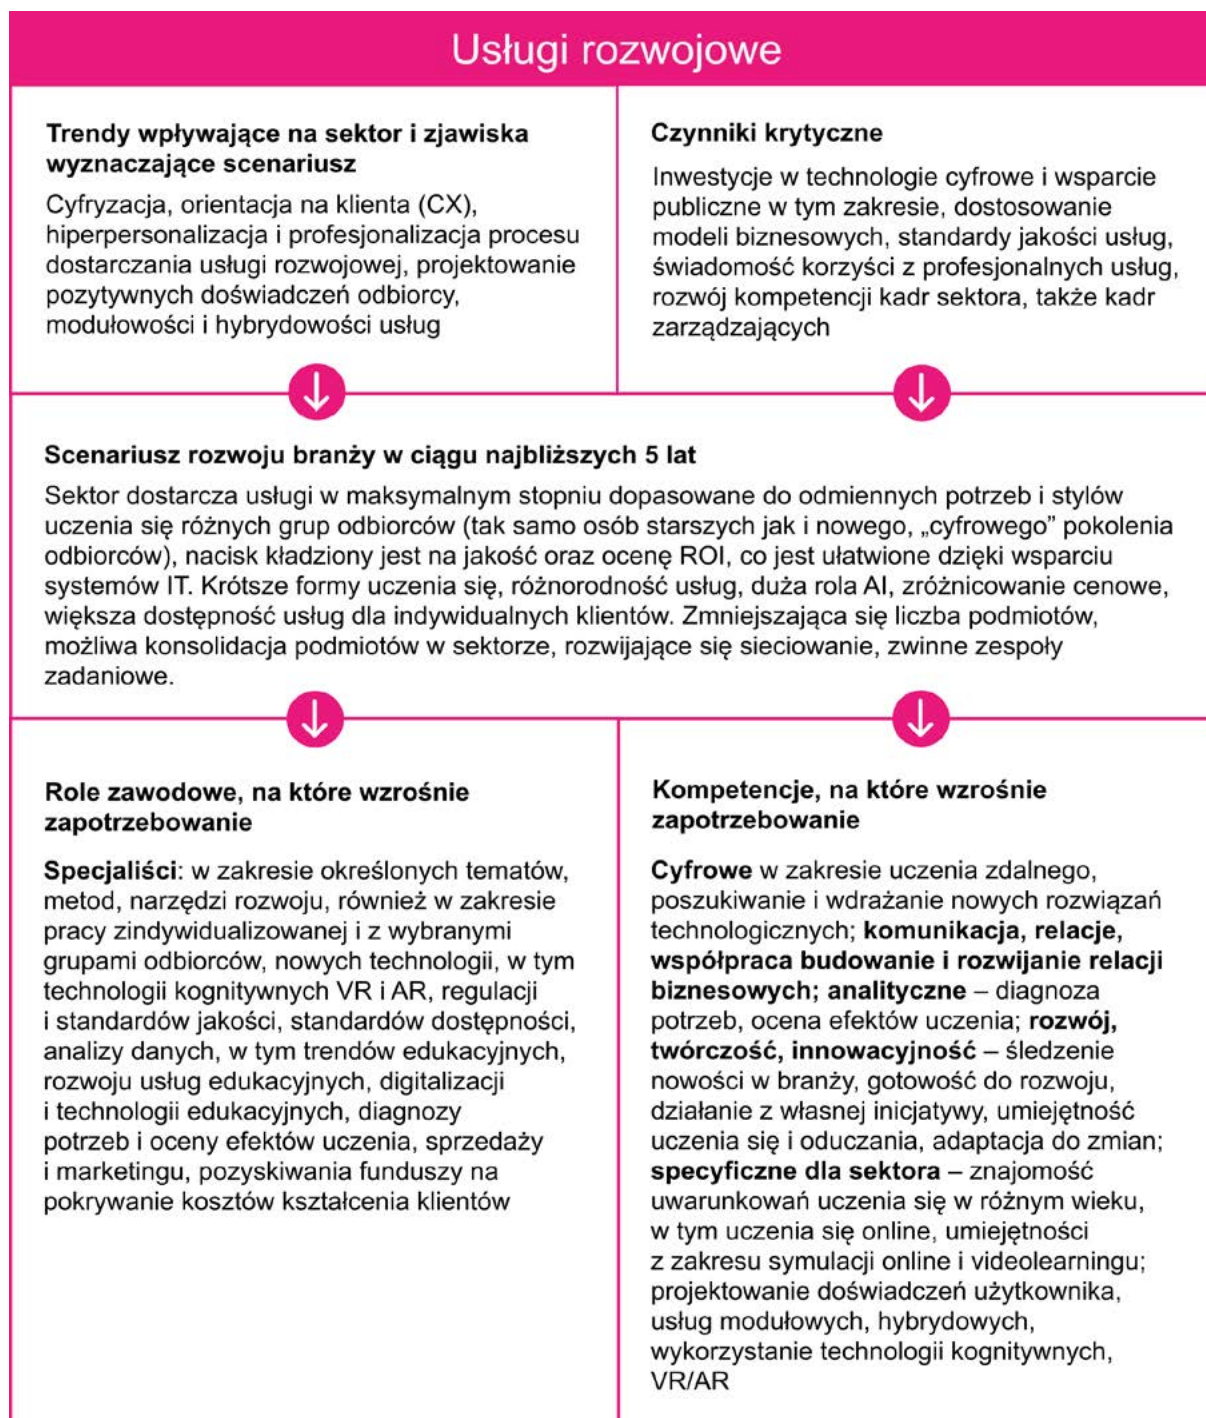 Usługi rozwojowe
Trendy wpływające na sektor i zjawiska
wyznaczające scenariusz
Cyfryzacja, orientacja na klienta (CX),
hiperpersonalizacja i profesjonalizacja procesu
dostarczania usługi rozwojowej, projektowanie
pozytywnych doświadczeń odbiorcy,
modułowości i hybrydowości usług
Czynniki krytyczne
Inwestycje w technologie cyfrowe i wsparcie
publiczne w tym zakresie, dostosowanie
modeli biznesowych, standardy jakości usług,
świadomość korzyści z profesjonalnych usług,
rozwój kompetencji kadr sektora, także kadr
zarządzających
Scenariusz rozwoju branży w ciągu najbliższych 5 lat
Sektor dostarcza usługi w maksymalnym stopniu dopasowane do odmiennych potrzeb i stylów
uczenia się różnych grup odbiorców (tak samo osób starszych jak i nowego, „cyfrowego” pokolenia
odbiorców), nacisk kładziony jest na jakość oraz ocenę ROI, co jest ułatwione dzięki wsparciu
systemów IT. Krótsze formy uczenia się, różnorodność usług, duża rola AI, zróżnicowanie cenowe,
większa dostępność usług dla indywidualnych klientów. Zmniejszająca się liczba podmiotów,
możliwa konsolidacja podmiotów w sektorze, rozwijające się sieciowanie, zwinne zespoły
zadaniowe.
Role zawodowe, na które wzrośnie
zapotrzebowanie
Specjaliści: w zakresie określonych tematów,
metod, narzędzi rozwoju, również w zakresie
pracy zindywidualizowanej i z wybranymi
grupami odbiorców, nowych technologii, w tym
technologii kognitywnych VR i AR, regulacji
i standardów jakości, standardów dostępności,
analizy danych, w tym trendów edukacyjnych,
rozwoju usług edukacyjnych, digitalizacji
i technologii edukacyjnych, diagnozy
potrzeb i oceny efektów uczenia, sprzedaży
i marketingu, pozyskiwania funduszy na
pokrywanie kosztów kształcenia klientów
Kompetencje, na które wzrośnie
zapotrzebowanie
Cyfrowe w zakresie uczenia zdalnego,
poszukiwanie i wdrażanie nowych rozwiązań
technologicznych; komunikacja, relacje,
współpraca budowanie i rozwijanie relacji
biznesowych; analityczne – diagnoza
potrzeb, ocena efektów uczenia; rozwój,
twórczość, innowacyjność – śledzenie
nowości w branży, gotowość do rozwoju,
działanie z własnej inicjatywy, umiejętność
uczenia się i oduczania, adaptacja do zmian;
specyficzne dla sektora – znajomość
uwarunkowań uczenia się w różnym wieku,
w tym uczenia się online, umiejętności
z zakresu symulacji online i videolearningu;
projektowanie doświadczeń użytkownika,
usług modułowych, hybrydowych,
wykorzystanie technologii kognitywnych,
VR/AR